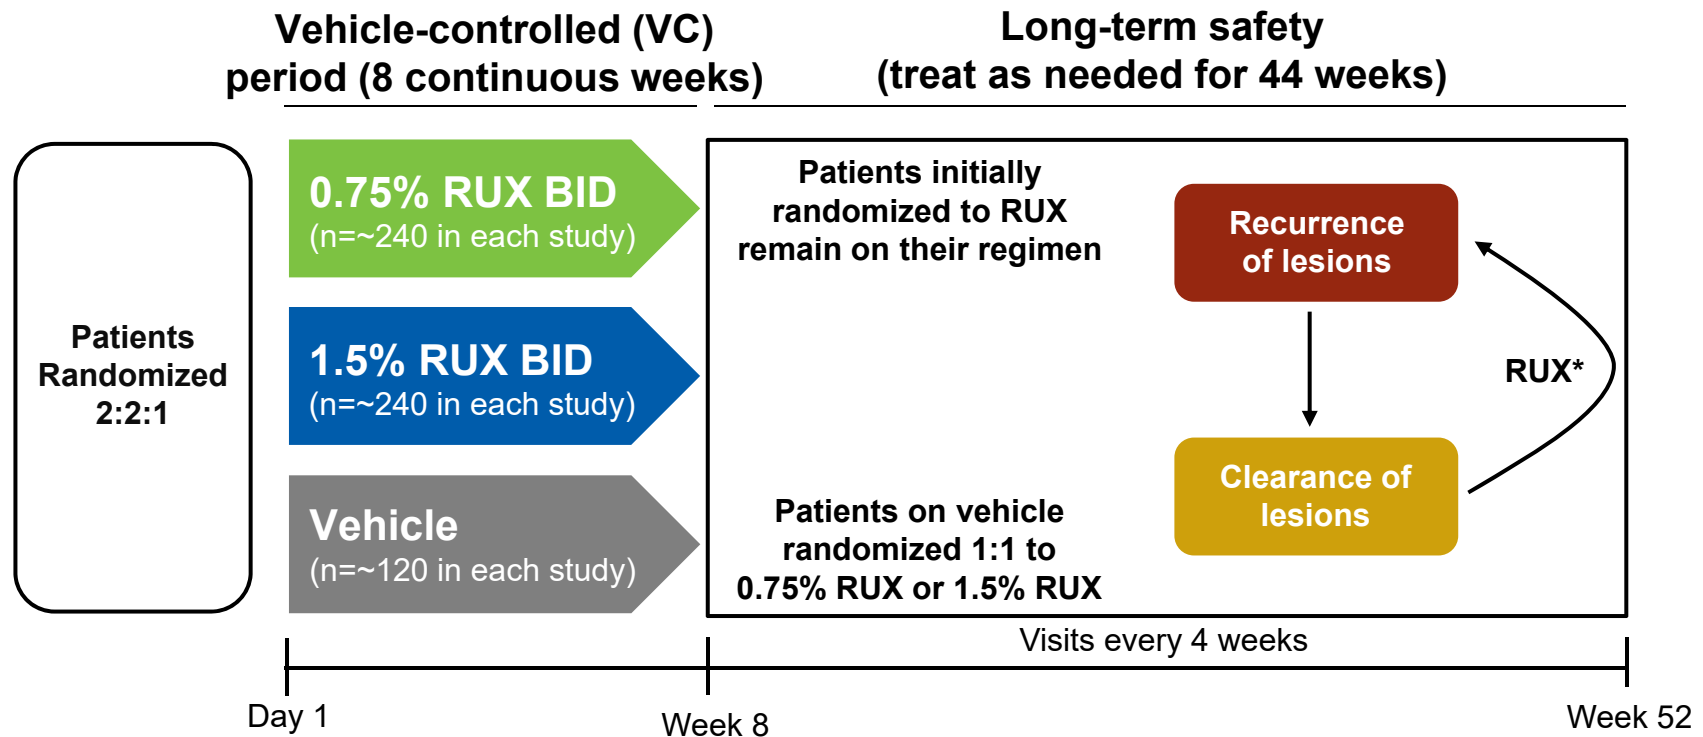 Vehicle-controlled (VC)
period (8 continuous weeks)
Long-term safety
(treat as needed for 44 weeks)
Patients
Randomized
2:2:1
0.75% RUX BID
(n=~240 in each study)
1.5% RUX BID
(n=~240 in each study)
Vehicle
(n=~120 in each study)
Patients initially
randomized to RUX
remain on their regimen
Patients on vehicle
randomized 1:1 to
0.75% RUX or 1.5% RUX
Recurrence
of lesions
RUX*
Clearance of
lesions
Visits every 4 weeks
Day 1
Week 8
Week 52